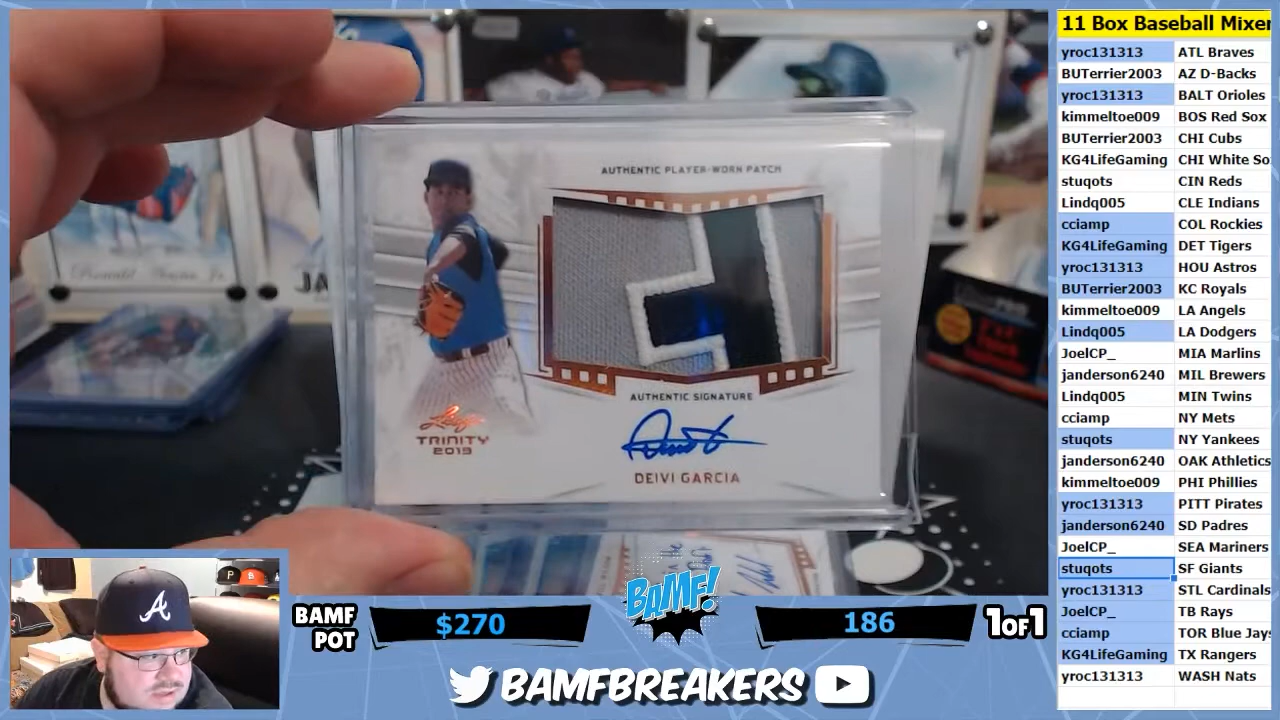 11 Box Baseball Mixer
yroc131313 ATL Braves
BUTerrier2003 AZ D-Backs
yroc131313 BALT Orioles
kimmeltoe009 BOS Red Sox
BUTerrier2003 CHI Cubs
KG4LifeGaming CHI White So
stuqots CIN Reds
Lindq005 CLE Indians
cciamp COL Rockies
KG4LifeGaming DET Tigers
yroc131313 HOU Astros
BUTerrier2003 KC Royals
kimmeltoe009 LA Angels
Lindq005 LA Dodgers
JoelCP_ MIA Marlins
janderson6240 MIL Brewers
Lindq005 MIN Twins
cciamp NY Mets
stuqots NY Yankees
janderson6240 OAK Athletics
kimmeltoe009 PHI Phillies
yroc131313 PITT Pirates
janderson6240 SD Padres
JoelCP_ SEA Mariners
stuqots SF Giants
yroc131313 STL Cardinals
JoelCP_ TB Rays
cciamp TOR Blue Jays
KG4LifeGaming TX Rangers
yroc131313 WASH Nats
AUTHENTIC PLAYER-WORN PATCH
AUTHENTIC SIGNATURE
DEIVI GARCIA
Leaf
TRINITY
2019
JA
BAMF
POT
$270
BAMF!
186
1OF1
BAMFBREAKERS